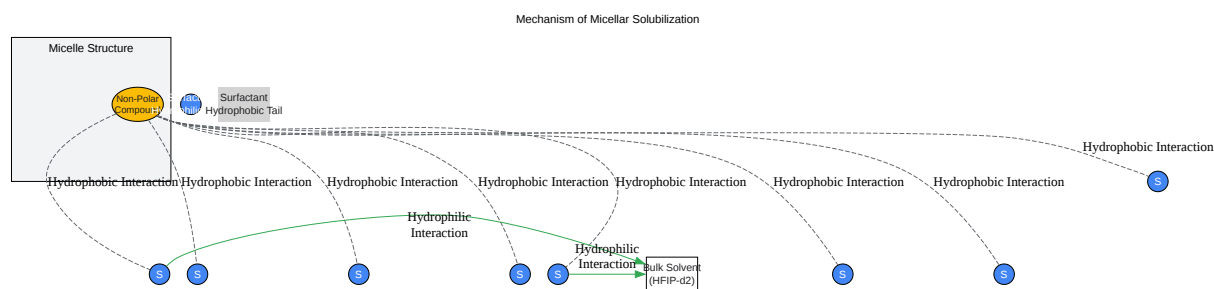 Mechanism of Micellar Solubilization
Micelle Structure
Non-Polar
Compound
Surfactant
Hydrophobic Tail
Hydrophobic Interaction
Hydrophobic Interaction
Hydrophobic Interaction
Hydrophobic Interaction
Hydrophobic Interaction
Hydrophobic Interaction
Hydrophobic Interaction
Hydrophobic Interaction
S
Hydrophilic
Interaction
Hydrophilic
Interaction
Bulk Solvent
(HFIP-d2)
S
S
S
S
S
S
S